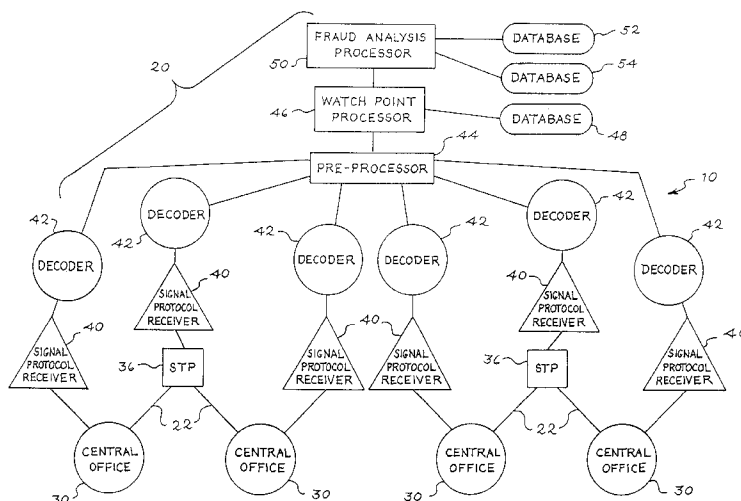 20
FRAUD ANALYSIS
PROCESSOR
50
DATABASE
52
DATABASE
54
WATCH POINT
PROCESSOR
46
DATABASE
48
44
PRE-PROCESSOR
10
42
DECODER
42
DECODER
42
DECODER
42
DECODER
42
DECODER
42
DECODER
40
SIGNAL
PROTOCOL
RECEIVER
40
SIGNAL
PROTOCOL
RECEIVER
40
SIGNAL
PROTOCOL
RECEIVER
SIGNAL
PROTOCOL
RECEIVER
40
SIGNAL
PROTOCOL
RECEIVER
40
SIGNAL
PROTOCOL
RECEIVER
36
STP
36
STP
22
22
CENTRAL
OFFICE
30
CENTRAL
OFFICE
30
CENTRAL
OFFICE
30
CENTRAL
OFFICE
30